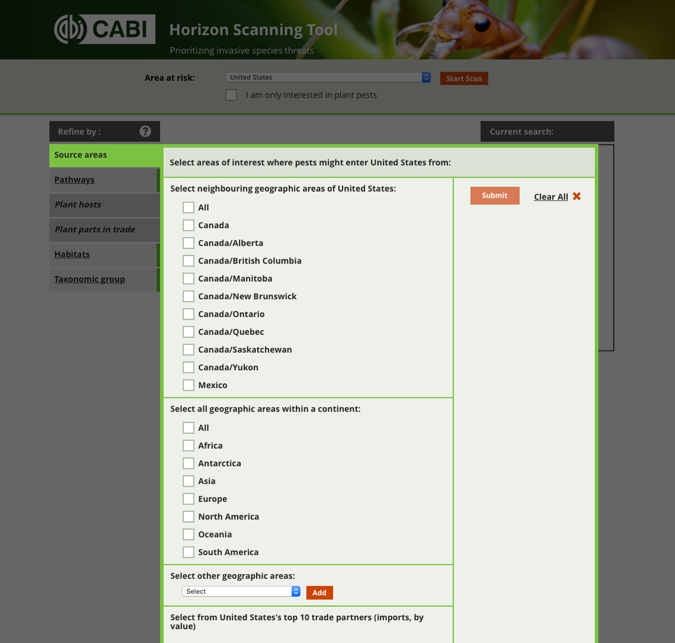 CABI
Horizon Scanning Tool
Prioritizing invasive species threats
Area at risk:
United States
Start Scan
I am only interested in plant pests
Refine by :
?
Current search:
Source areas
Pathways
Plant hosts
Plant parts in trade
Habitats
Taxonomic group
Select areas of interest where pests might enter United States from:
Select neighbouring geographic areas of United States:
All
Canada
Canada/Alberta
Canada/British Columbia
Canada/Manitoba
Canada/New Brunswick
Canada/Ontario
Canada/Quebec
Canada/Saskatchewan
Canada/Yukon
Mexico
Submit
Clear All
Select all geographic areas within a continent:
All
Africa
Antarctica
Asia
Europe
North America
Oceania
South America
Select other geographic areas:
Select
Add
Select from United States's top 10 trade partners (imports, by
value)